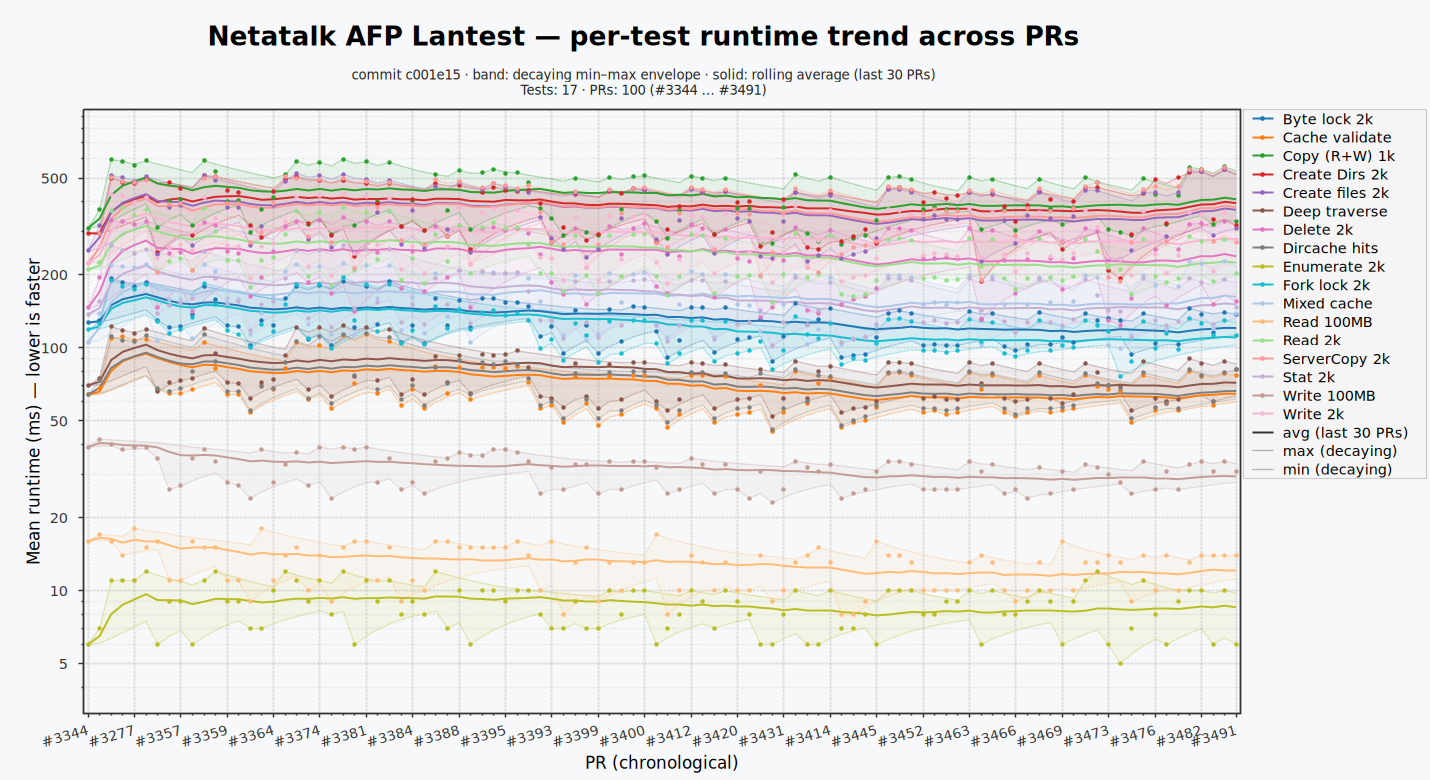 Netatalk AFP Lantest — per-test runtime trend across PRs
commit c001e15 · band: decaying min–max envelope · solid: rolling average (last 30 PRs)
Tests: 17 · PRs: 100 (#3344 … #3491)
Mean runtime (ms) — lower is faster
500
200
100
50
20
10
5
#3344 #3277 #3357 #3359 #3364 #3374 #3381 #3384 #3388 #3395 #3393 #3399 #3400 #3412 #3420 #3431 #3414 #3445 #3452 #3463 #3466 #3469 #3473 #3476 #3482 #3491
PR (chronological)
Byte lock 2k
Cache validate
Copy (R+W) 1k
Create Dirs 2k
Create files 2k
Deep traverse
Delete 2k
Dircache hits
Enumerate 2k
Fork lock 2k
Mixed cache
Read 100MB
Read 2k
ServerCopy 2k
Stat 2k
Write 100MB
Write 2k
avg (last 30 PRs)
max (decaying)
min (decaying)